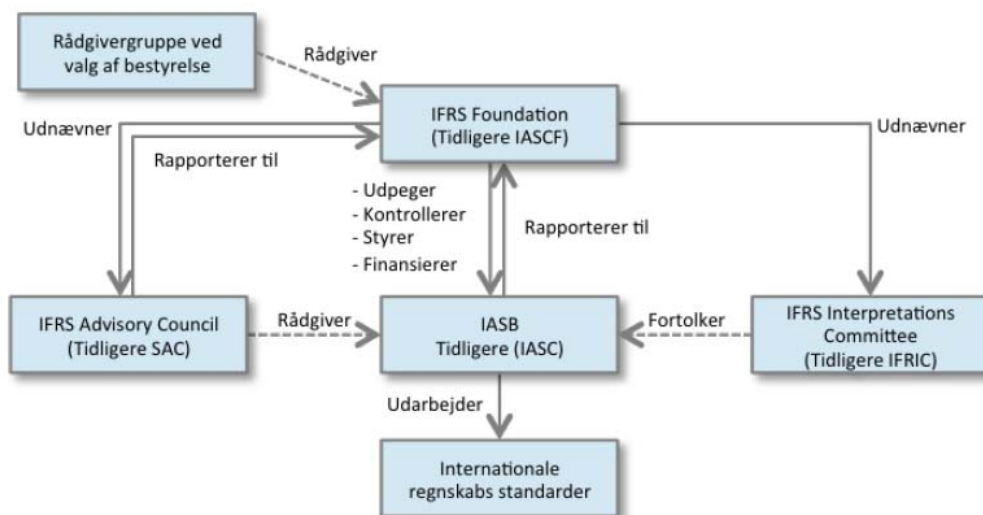 Rådgivergruppe ved
valg af bestyrelse
Rådgiver
IFRS Foundation
(Tidligere IASCF)
Udnævner
Udnævner
Rapporterer til
- Udpeger
- Kontrollerer
- Styrer
- Finansierer
Rapporterer til
IFRS Advisory Council
(Tidligere SAC)
Rådgiver
IASB
Tidligere (IASC)
Fortolker
IFRS Interpretations
Committee
(Tidligere IFRIC)
Udarbejder
Internationale
regnskabs standarder